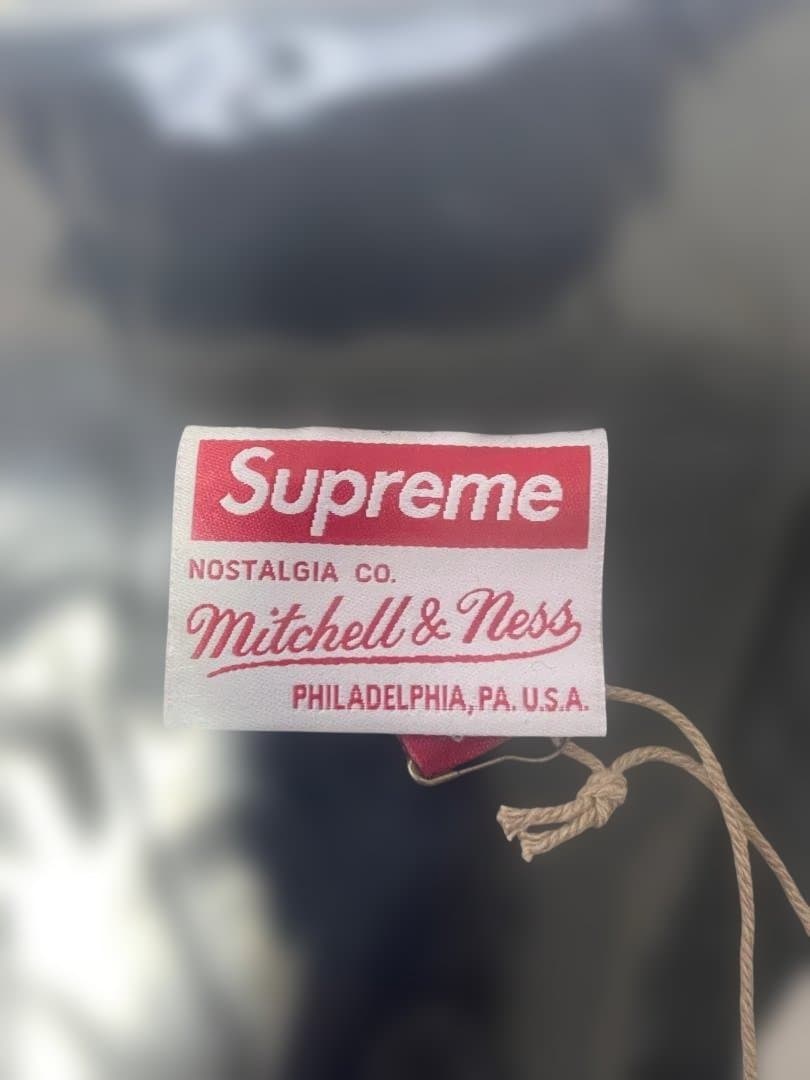 Supreme
NOSTALGIA CO.
Mitchell & Ness
PHILADELPHIA, PA. U.S.A.